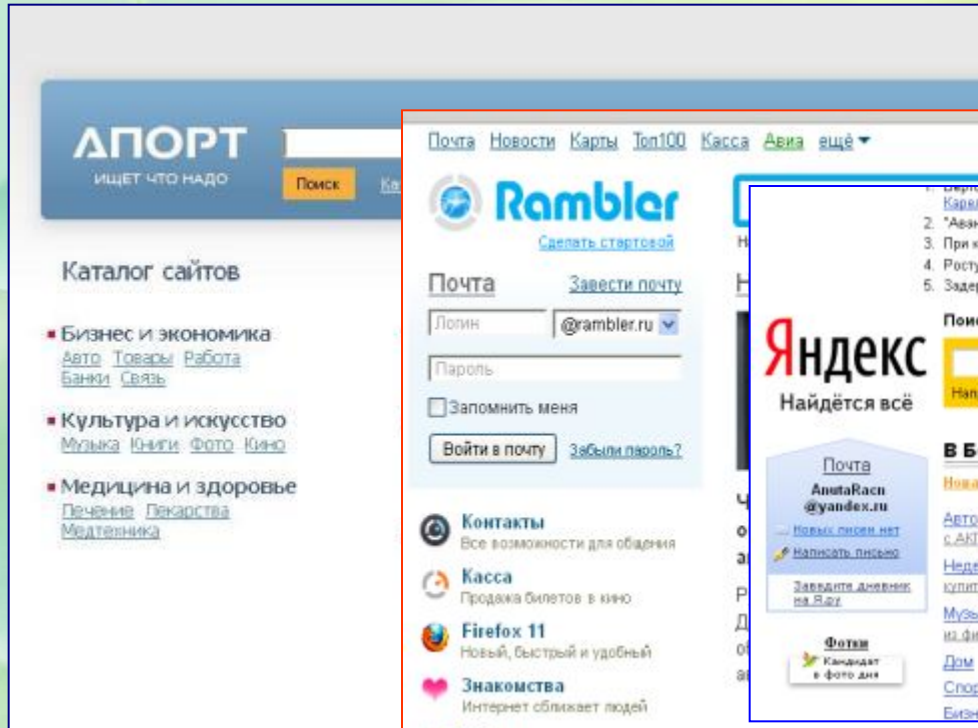 АПОРТ
ИЩЕТ ЧТО НАДО
Поиск
Каталог сайтов
Бизнес и экономика
Авто Товары Работа
Банки Связь
Культура и искусство
Музыка Книги Фото Кино
Медицина и здоровье
Лечение Лекарства
Медтехника
Почта Новости Карты Топ100 Касса Авиа ещё
Rambler
Сделать стартовой
Почта Завести почту
Логин @rambler.ru
Пароль
Запомнить меня
Войти в почту Забыли пароль?
Контакты
Все возможности для общения
Касса
Продажа билетов в кино
Firefox 11
Новый, быстрый и удобный
Знакомства
Интернет сближает людей
2.
3. При
4.
5.
Яндекс
Найдётся всё
Почта
AnutaRacn
@yandex.ru
Новых писем нет
Написать письмо
Заведите дневник
на Я.ру
Фотки
Кандидат
в фото дня
В Б
Авто
с АК
Дом